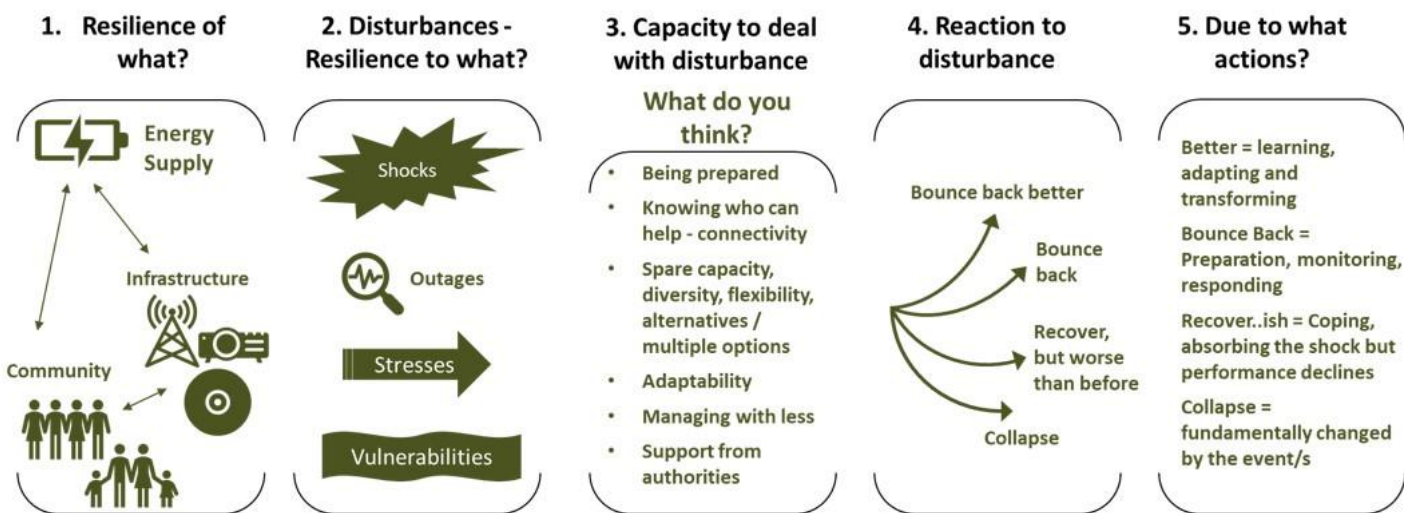 1. Resilience of
what?
Energy
Supply
Infrastructure
Community
2. Disturbances -
Resilience to what?
Shocks
Outages
Stresses
Vulnerabilities
3. Capacity to deal
with disturbance
What do you
think?
• Being prepared
• Knowing who can
help - connectivity
• Spare capacity,
diversity, flexibility,
alternatives /
multiple options
• Adaptability
• Managing with less
• Support from
authorities
4. Reaction to
disturbance
Bounce back better
Bounce
back
Recover,
but worse
than before
Collapse
5. Due to what
actions?
Better = learning,
adapting and
transforming
Bounce Back =
Preparation, monitoring,
responding
Recover..ish = Coping,
absorbing the shock but
performance declines
Collapse =
fundamentally changed
by the event/s